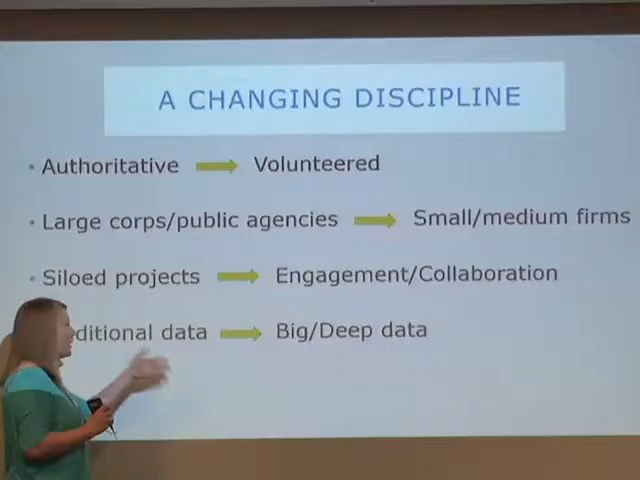 A CHANGING DISCIPLINE
• Authoritative Volunteered
• Large corps/public agencies Small/medium firms
• Siloed projects Engagement/Collaboration
ditional data Big/Deep data